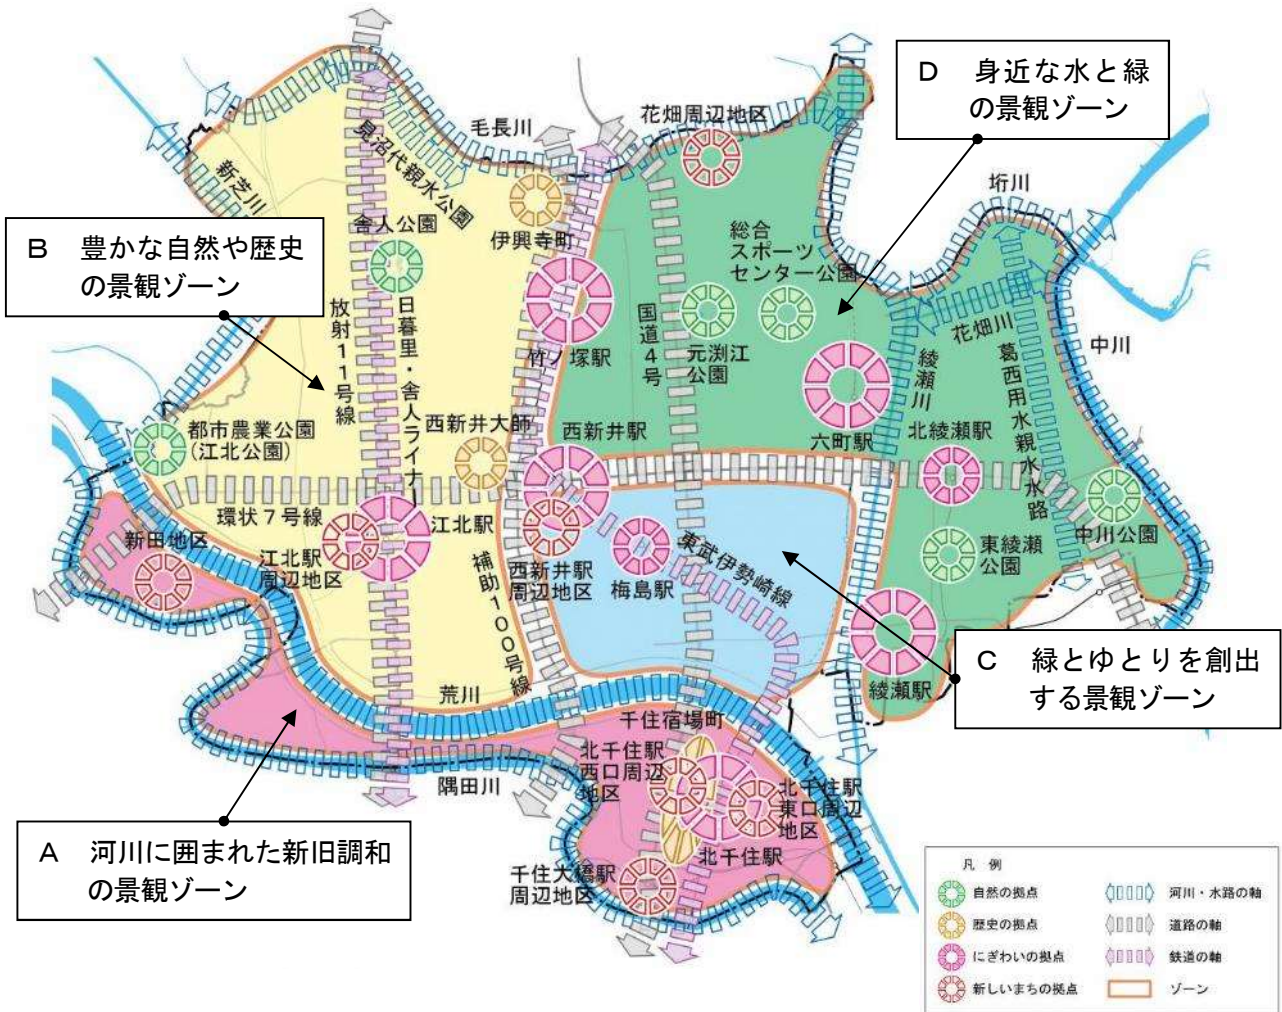 D　身近な水と緑
の景観ゾーン
花畑周辺地区
毛長川
見沼代親水公園
新芝川
舎人公園
伊興寺町
垳川
B　豊かな自然や歴史
の景観ゾーン
総合
スポーツ
センター公園
放射11号線
日暮里・舎人ライナー
竹ノ塚駅
国道4号
元渕江
公園
綾瀬川
花畑川
葛西用水親水水路
中川
都市農業公園
(江北公園)
西新井大師
西新井駅
六町駅
北綾瀬駅
環状7号線
江北駅
新田地区
江北駅
周辺地区
補助100号線
西新井駅
周辺地区
梅島駅
東武伊勢崎線
東綾瀬
公園
中川公園
綾瀬駅
C　緑とゆとりを創出
する景観ゾーン
荒川
千住宿場町
北千住駅
西口周辺
地区
北千住駅
東口周辺
地区
隅田川
北千住駅
千住大橋駅
周辺地区
A　河川に囲まれた新旧調和
の景観ゾーン
凡 例
自然の拠点
河川・水路の軸
歴史の拠点
道路の軸
にぎわいの拠点
鉄道の軸
新しいまちの拠点
ゾーン